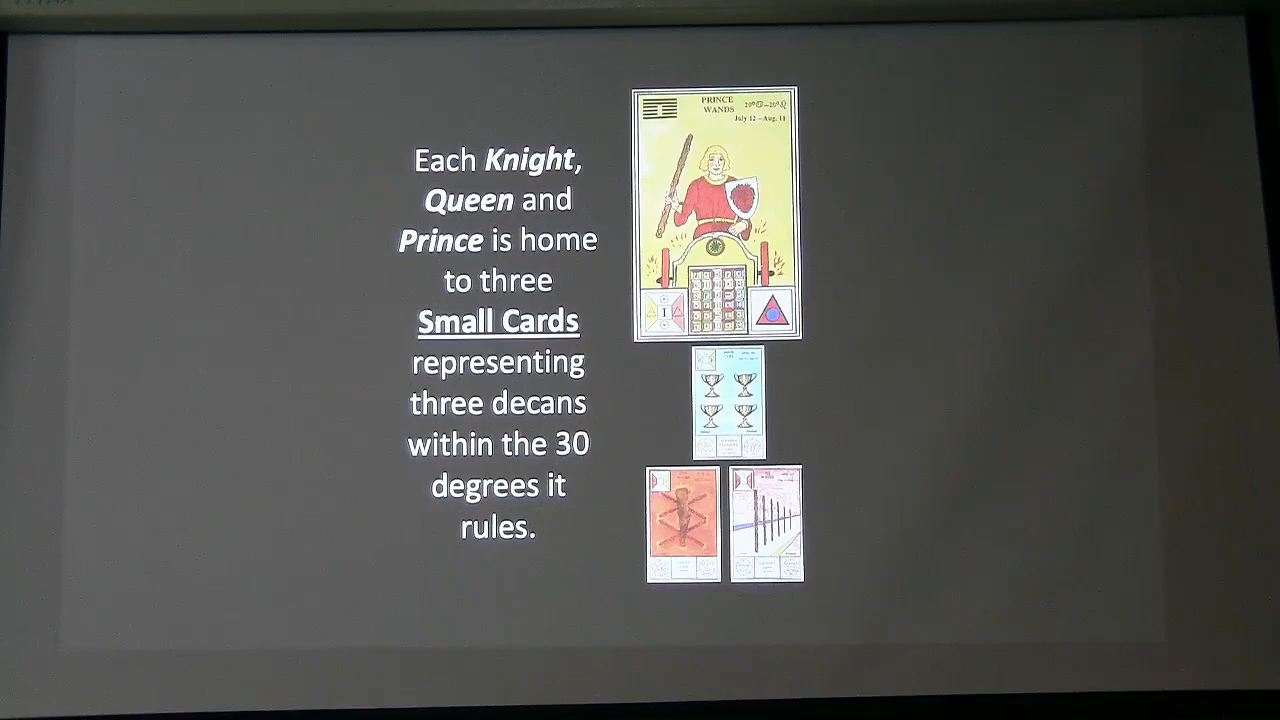 Each Knight,
Queen and
Prince is home
to three
Small Cards
representing
three decans
within the 30
degrees it
rules.
PRINCE
WANDS
July 12 – Aug. 11
I